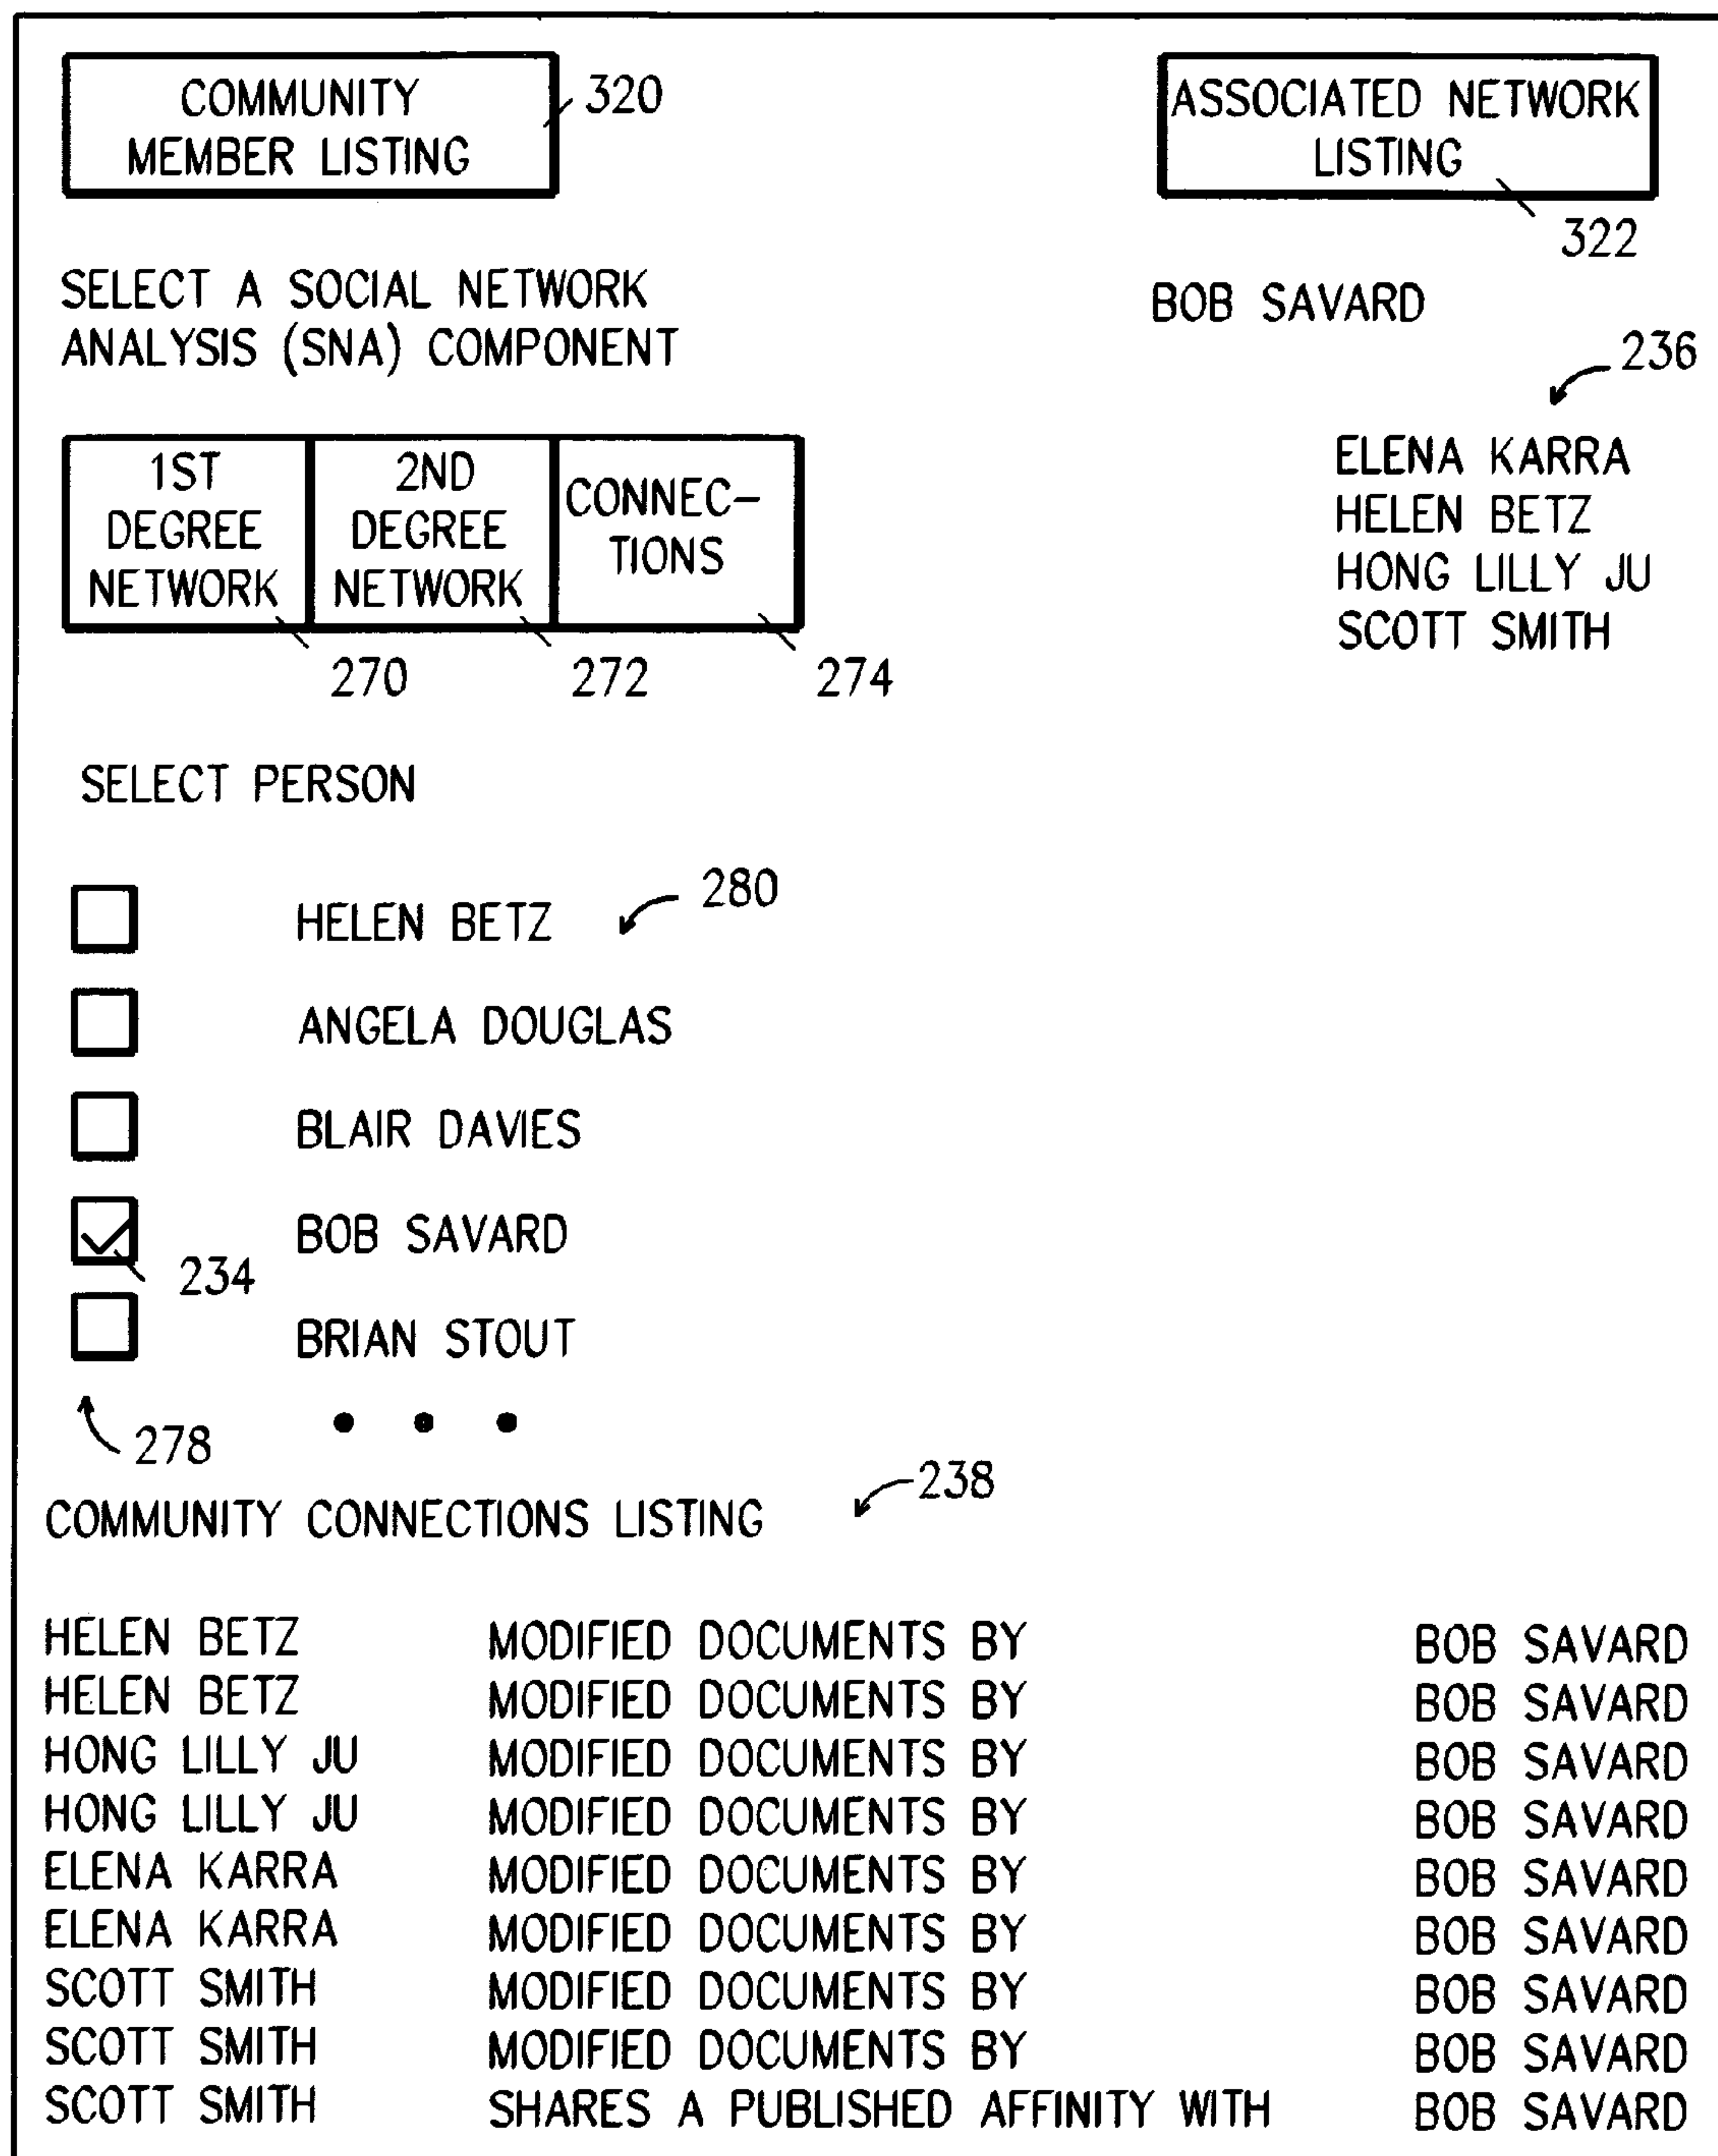 COMMUNITY
MEMBER LISTING
320
ASSOCIATED NETWORK
LISTING
322
SELECT A SOCIAL NETWORK
ANALYSIS (SNA) COMPONENT
BOB SAVARD
236
ELENA KARRA
HELEN BETZ
HONG LILLY JU
SCOTT SMITH
1ST
DEGREE
NETWORK
2ND
DEGREE
NETWORK
CONNEC-
TIONS
270
272
274
SELECT PERSON
HELEN BETZ
280
ANGELA DOUGLAS
BLAIR DAVIES
BOB SAVARD
234
BRIAN STOUT
278
• • •
COMMUNITY CONNECTIONS LISTING
238
HELEN BETZ MODIFIED DOCUMENTS BY BOB SAVARD
HELEN BETZ MODIFIED DOCUMENTS BY BOB SAVARD
HONG LILLY JU MODIFIED DOCUMENTS BY BOB SAVARD
HONG LILLY JU MODIFIED DOCUMENTS BY BOB SAVARD
ELENA KARRA MODIFIED DOCUMENTS BY BOB SAVARD
ELENA KARRA MODIFIED DOCUMENTS BY BOB SAVARD
SCOTT SMITH MODIFIED DOCUMENTS BY BOB SAVARD
SCOTT SMITH MODIFIED DOCUMENTS BY BOB SAVARD
SCOTT SMITH SHARES A PUBLISHED AFFINITY WITH BOB SAVARD